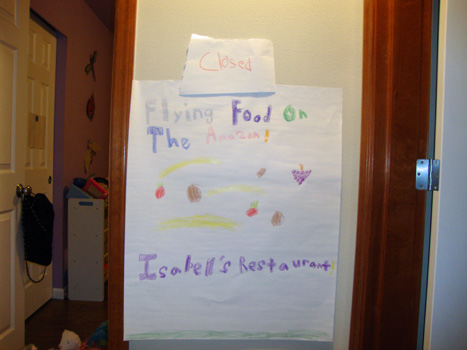 Closed
Flying Food On
The Amazon!
Isabell's Restaurant!